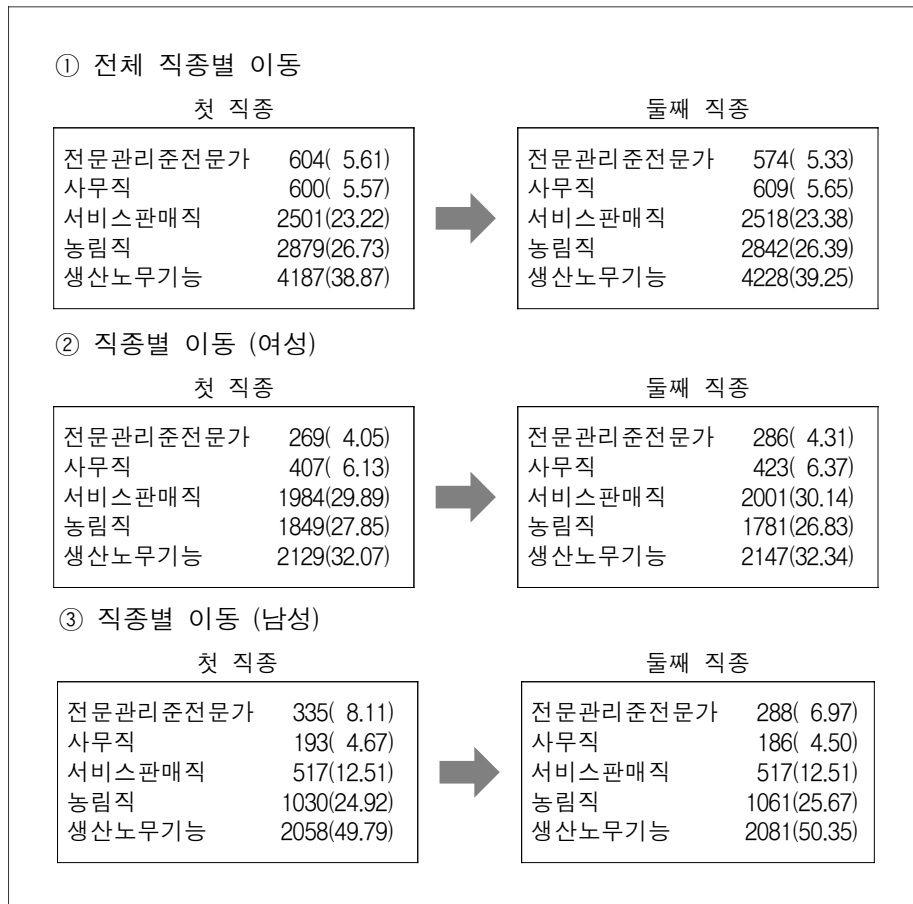 ① 전체 직종별 이동
첫 직종 둘째 직종
전문관리준전문가 604( 5.61) 전문관리준전문가 574( 5.33)
사무직 600( 5.57) 사무직 609( 5.65)
서비스판매직 2501(23.22) 서비스판매직 2518(23.38)
농림직 2879(26.73) 농림직 2842(26.39)
생산노무기능 4187(38.87) 생산노무기능 4228(39.25)
② 직종별 이동 (여성)
첫 직종 둘째 직종
전문관리준전문가 269( 4.05) 전문관리준전문가 286( 4.31)
사무직 407( 6.13) 사무직 423( 6.37)
서비스판매직 1984(29.89) 서비스판매직 2001(30.14)
농림직 1849(27.85) 농림직 1781(26.83)
생산노무기능 2129(32.07) 생산노무기능 2147(32.34)
③ 직종별 이동 (남성)
첫 직종 둘째 직종
전문관리준전문가 335( 8.11) 전문관리준전문가 288( 6.97)
사무직 193( 4.67) 사무직 186( 4.50)
서비스판매직 517(12.51) 서비스판매직 517(12.51)
농림직 1030(24.92) 농림직 1061(25.67)
생산노무기능 2058(49.79) 생산노무기능 2081(50.35)